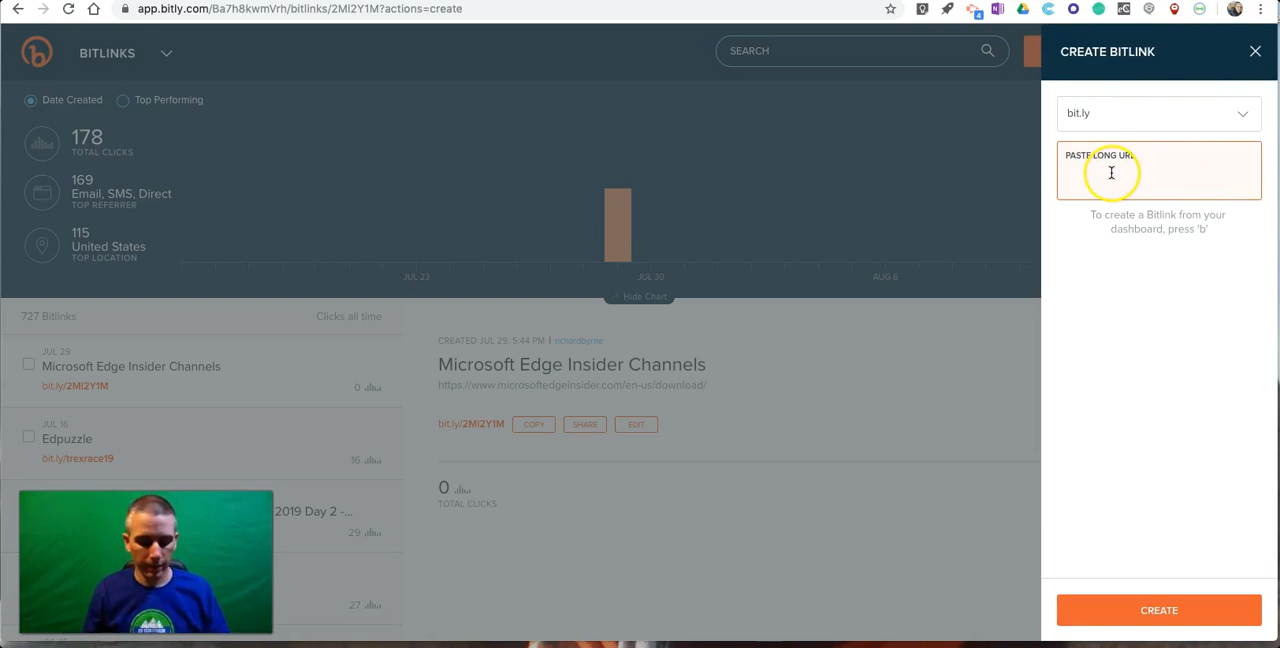 app.bitly.com/Ba7h8kwmVrh/bitlinks/2MI2Y1M?actions=create
4
b
BITLINKS
SEARCH
CREATE BITLINK
Date Created
Top Performing
bit.ly
178
TOTAL CLICKS
PASTE LONG URL
169
Email, SMS, Direct
TOP REFERRER
115
United States
TOP LOCATION
To create a Bitlink from your
dashboard, press 'b'
JUL 23
JUL 30
AUG 6
Hide Chart
727 Bitlinks
Clicks all time
JUL 29
Microsoft Edge Insider Channels
bit.ly/2MI2Y1M
0
JUL 16
Edpuzzle
bit.ly/trexrace19
16
2019 Day 2 -...
29
27
CREATED JUL 29, 5:44 PM | richardbyrne
Microsoft Edge Insider Channels
https://www.microsoftedgeinsider.com/en-us/download/
bit.ly/2MI2Y1M
COPY
SHARE
EDIT
0
TOTAL CLICKS
CREATE